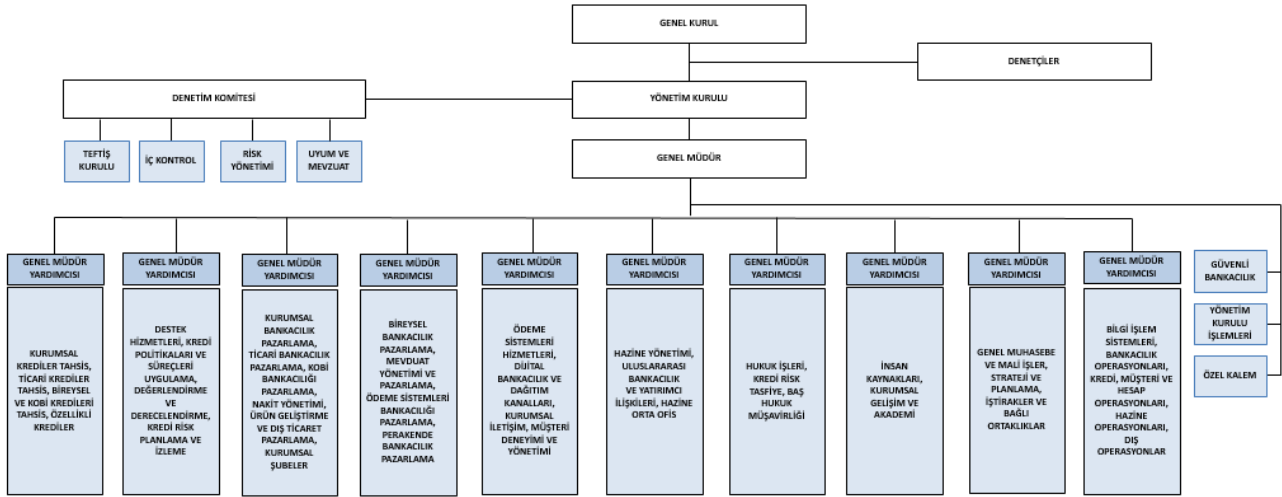 GENEL KURUL
DENETÇİLER
DENETİM KOMİTESİ
YÖNETİM KURULU
TEFTİŞ
KURULU
İÇ KONTROL
RİSK
YÖNETİMİ
UYUM VE
MEVZUAT
GENEL MÜDÜR
GENEL MÜDÜR
YARDIMCISI
KURUMSAL
KREDİLER TAHSİS,
TİCARİ KREDİLER
TAHSİS, BİREYSEL
VE KOBİ KREDİLERİ
TAHSİS, ÖZELLİKLİ
KREDİLER
GENEL MÜDÜR
YARDIMCISI
DESTEK
HİZMETLERİ, KREDİ
POLİTİKALARI VE
SÜREÇLERİ
UYGULAMA,
DEĞERLENDİRME
VE
DERECELENDİRME,
KREDİ RİSK
PLANLAMA VE
İZLEME
GENEL MÜDÜR
YARDIMCISI
KURUMSAL
BANKACILIK
PAZARLAMA,
TİCARİ BANKACILIK
PAZARLAMA, KOBİ
BANKACILIĞI
PAZARLAMA,
NAKİT YÖNETİMİ,
ÜRÜN GELİŞTİRME
VE DIŞ TİCARET
PAZARLAMA,
KURUMSAL
ŞUBELER
GENEL MÜDÜR
YARDIMCISI
BİREYSEL
BANKACILIK
PAZARLAMA,
MEVDUAT
YÖNETİMİ VE
PAZARLAMA,
ÖDEME SİSTEMLERİ
BANKACILIĞI
PAZARLAMA,
PERAKENDE
BANKACILIK
PAZARLAMA
GENEL MÜDÜR
YARDIMCISI
ÖDEME
SİSTEMLERİ
HİZMETLERİ,
DİJİTAL
BANKACILIK VE
DAĞITIM
KANALLARI,
KURUMSAL
İLETİŞİM, MÜŞTERİ
DENEYİMİ VE
YÖNETİMİ
GENEL MÜDÜR
YARDIMCISI
HAZİNE YÖNETİMİ,
ULUSLARARASI
BANKACILIK
VE YATIRIMCI
İLİŞKİLERİ, HAZİNE
ORTA OFİS
GENEL MÜDÜR
YARDIMCISI
HUKUK İŞLERİ,
KREDİ RİSK
TASFİYE, BAŞ
HUKUK
MÜŞAVİRLİĞİ
GENEL MÜDÜR
YARDIMCISI
İNSAN
KAYNAKLARI,
KURUMSAL
GELİŞİM VE
AKADEMİ
GENEL MÜDÜR
YARDIMCISI
GENEL MUHASEBE
VE MALİ İŞLER,
STRATEJİ VE
PLANLAMA,
İŞTİRAKLER VE
BAĞLI
ORTAKLIKLAR
GENEL MÜDÜR
YARDIMCISI
BİLGİ İŞLEM
SİSTEMLERİ,
BANKACILIK
OPERASYONLARI,
KREDİ, MÜŞTERİ VE
HESAP
OPERASYONLARI,
HAZİNE
OPERASYONLARI,
DIŞ
OPERASYONLAR
GÜVENLİ
BANKACILIK
YÖNETİM
KURULU
İŞLEMLERİ
ÖZEL KALEM